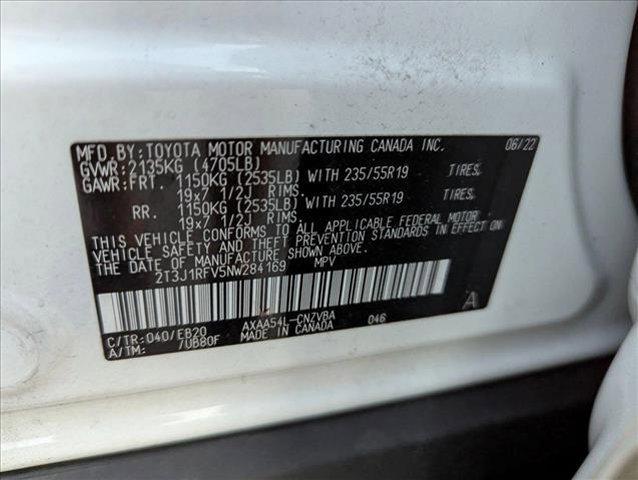 MFD. BY: TOYOTA MOTOR MANUFACTURING CANADA INC. 06/22
GVWR: 2135KG (4705LB)
GAWR: FRT. 1150KG (2535LB) WITH 235/55R19 TIRES,
19x7 1/2J RIMS.
RR. 1150KG (2535LB) WITH 235/55R19 TIRES,
19x7 1/2J RIMS.
THIS VEHICLE CONFORMS TO ALL APPLICABLE FEDERAL MOTOR
VEHICLE SAFETY AND THEFT PREVENTION STANDARDS IN EFFECT ON
THE DATE OF MANUFACTURE SHOWN ABOVE.
2T3J1RFV5NW284169 MPV
A
C/TR: 040/EB20 AXAA54L-CNZVBA 046
A/TM: /UB80F MADE IN CANADA